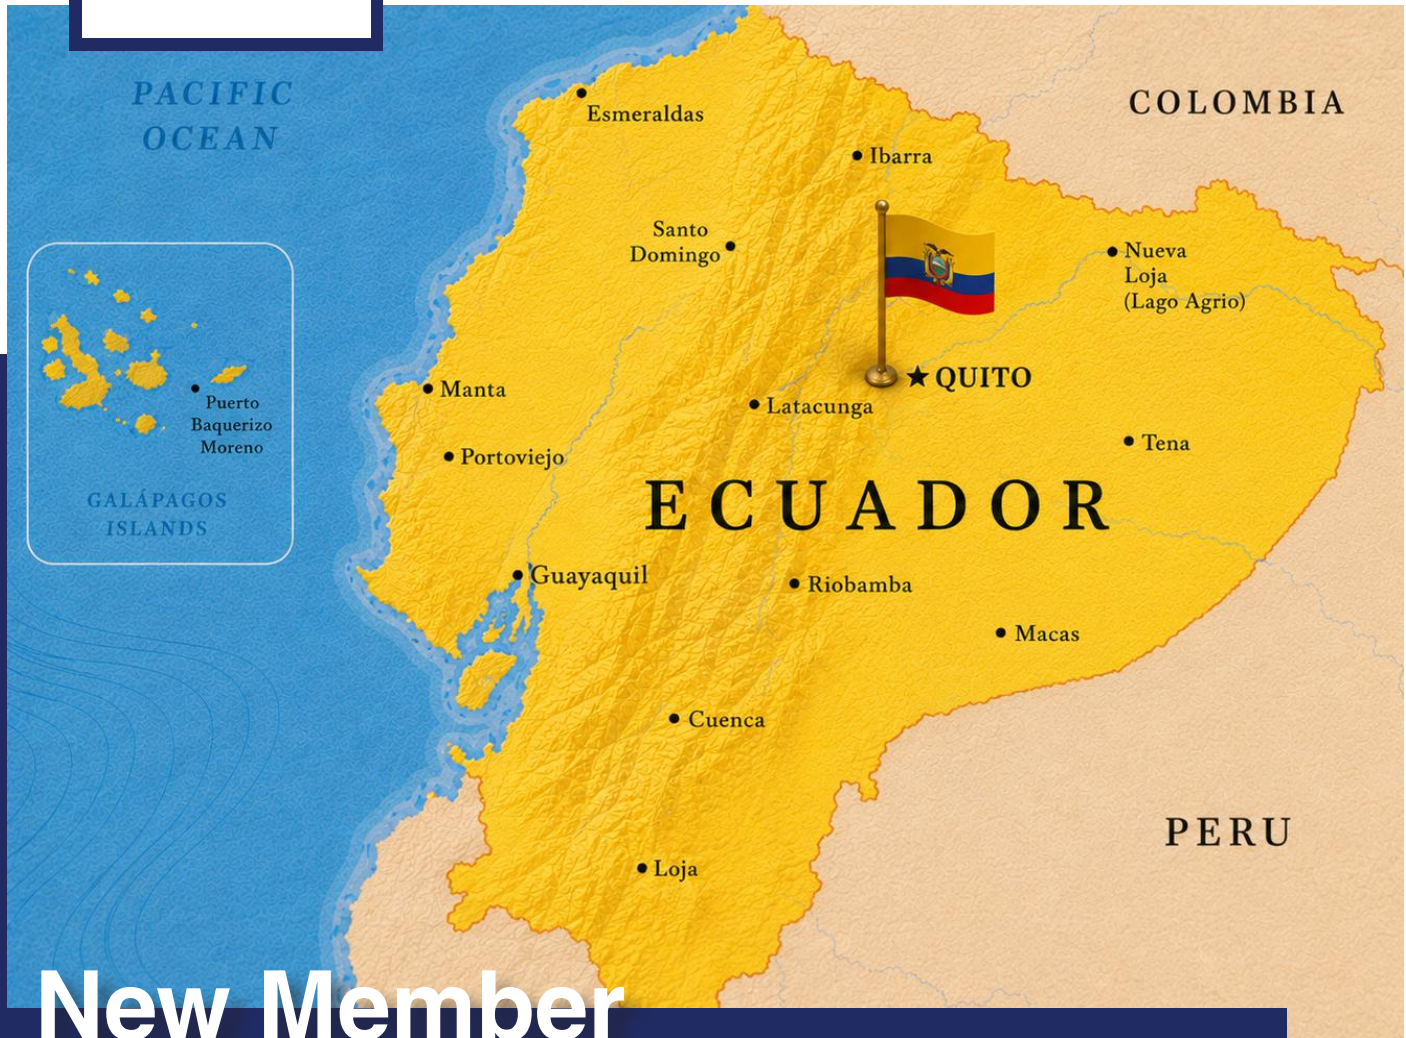 PACIFIC
OCEAN
COLOMBIA
Esmeraldas
Ibarra
Santo
Domingo
Nueva
Loja
(Lago Agrio)
QUITO
Manta
Latacunga
Puerto
Baquerizo
Moreno
Portoviejo
Tena
GALÁPAGOS
ISLANDS
ECUADOR
Guayaquil
Riobamba
Macas
Cuenca
PERU
Loja
New Member